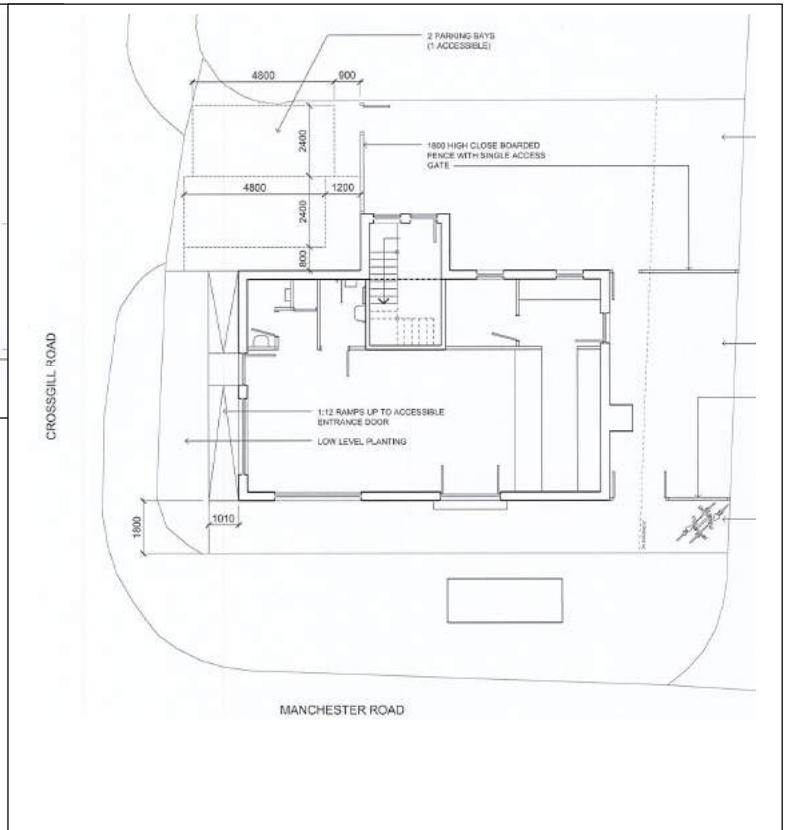 2 PARKING BAYS
(1 ACCESSIBLE)
4800
900
2400
1800 HIGH CLOSE BOARDED
FENCE WITH SINGLE ACCESS
GATE
4800
1200
2400
800
CROSSGILL ROAD
1:12 RAMPS UP TO ACCESSIBLE
ENTRANCE DOOR
LOW LEVEL PLANTING
1800
1010
MANCHESTER ROAD